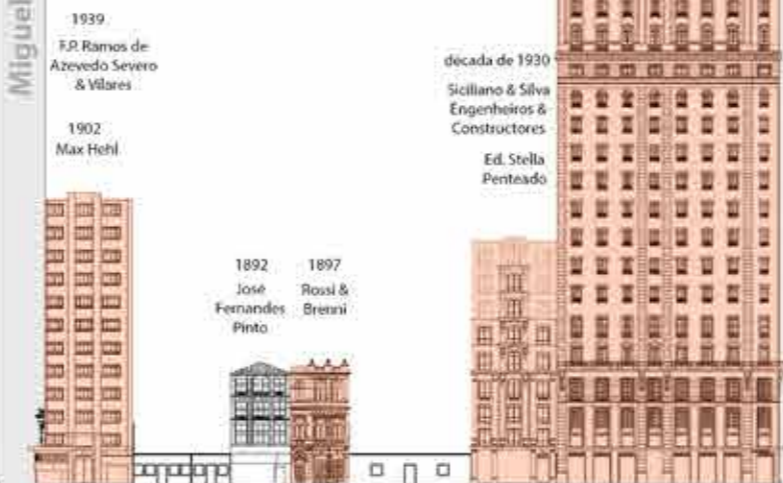 Miguel
1939
F.P. Ramos de
Azevedo Severo
& Vilares
1902
Max Hehl
1892
José
Fernandes
Pinto
1897
Rossi &
Brenni
década de 1930
Siciliano & Silva
Engenheiros &
Constructores
Ed. Stella
Penteado